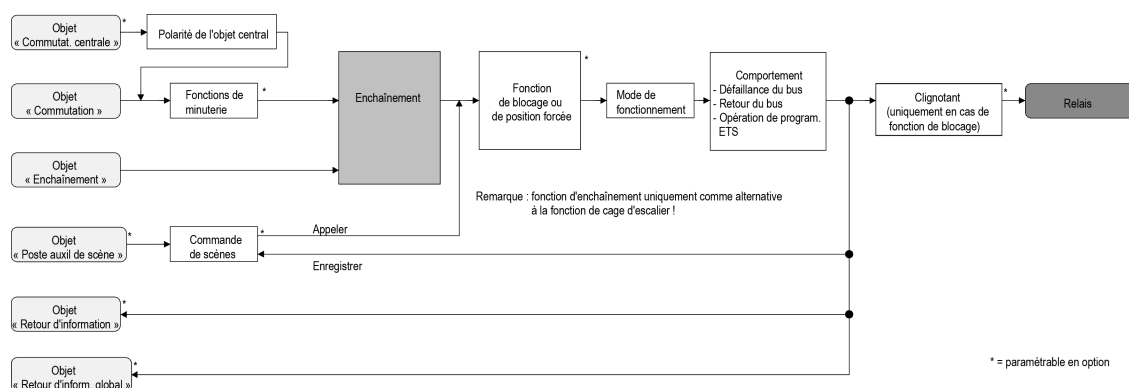 Objet
« Commutat. centrale »
*
Polarité de l'objet central
Objet
« Commutation »
Fonctions de
minuterie
*
Enchaînement
Fonction
de blocage ou
de position forcée
*
Mode de
fonctionnement
Comportement
- Défaillance du bus
- Retour du bus
- Opération de program.
ETS
Clignotant
(uniquement en cas de
fonction de blocage)
*
Relais
Objet
« Enchaînement »
Remarque : fonction d'enchaînement uniquement comme alternative
à la fonction de cage d'escalier !
Objet
« Poste auxil de scène »
*
Commande
de scènes
*
Appeler
Enregistrer
Objet
« Retour d'information »
*
Objet
« Retour d'inform. global »
*
* = paramétrable en option